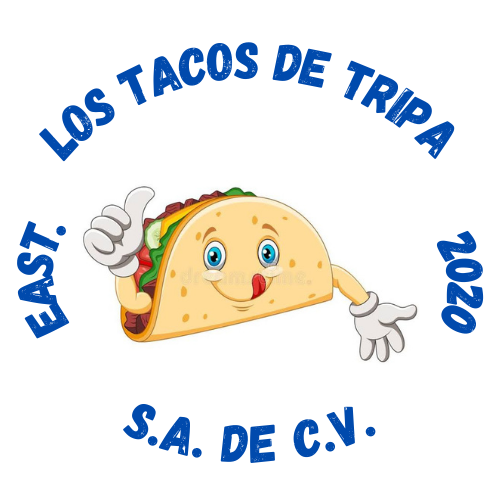 LOS TACOS DE TRIPA
EAST.
2020
S.A. DE C.V.